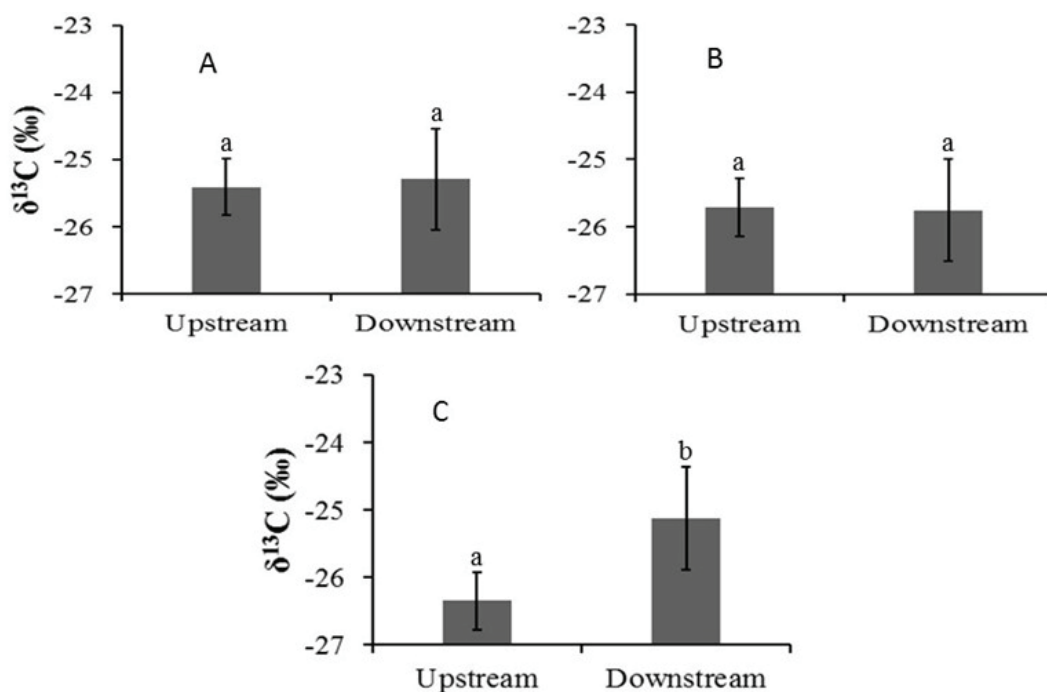 A
δ¹³C (‰)
-23
-24
-25
-26
-27
a
a
Upstream
Downstream
B
-23
-24
-25
-26
-27
a
a
Upstream
Downstream
C
δ¹³C (‰)
-23
-24
-25
-26
-27
a
b
Upstream
Downstream